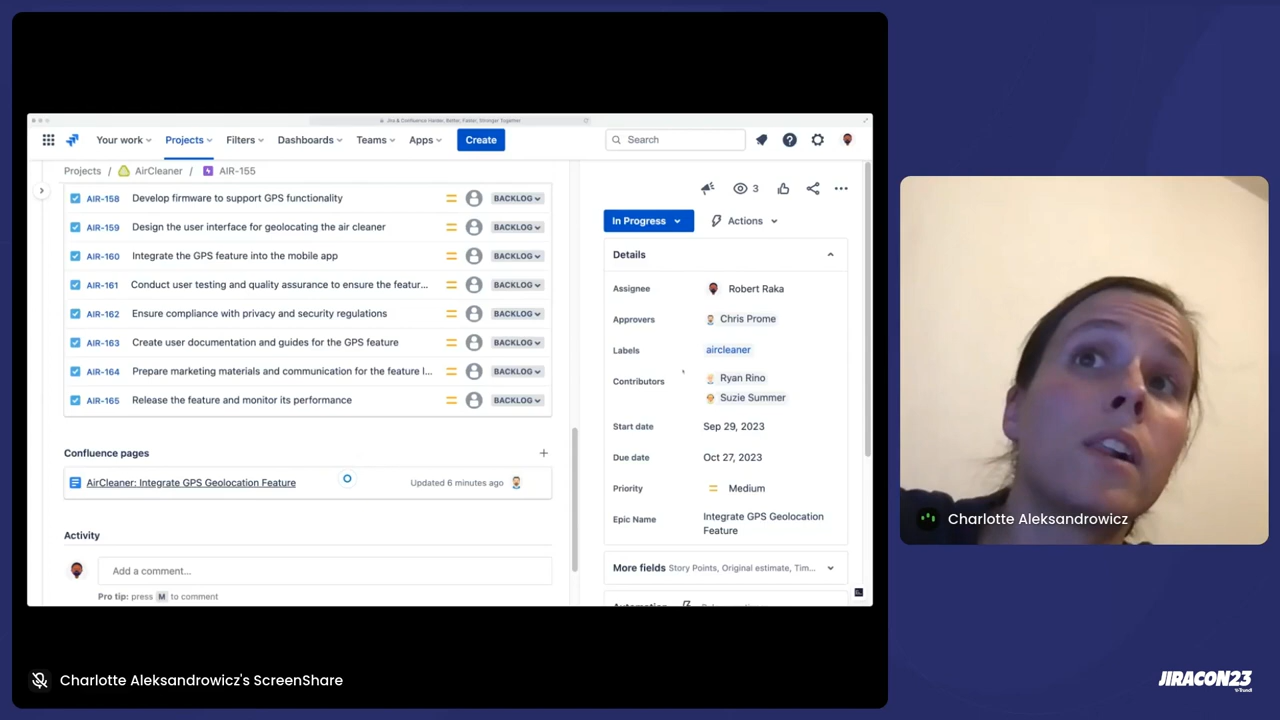 Jira & Confluence Harder, Better, Faster, Stronger Together
Your work Projects Filters Dashboards Teams Apps Create Search
Projects / AirCleaner / AIR-155
AIR-158 Develop firmware to support GPS functionality BACKLOG
AIR-159 Design the user interface for geolocating the air cleaner BACKLOG
AIR-160 Integrate the GPS feature into the mobile app BACKLOG
AIR-161 Conduct user testing and quality assurance to ensure the featur... BACKLOG
AIR-162 Ensure compliance with privacy and security regulations BACKLOG
AIR-163 Create user documentation and guides for the GPS feature BACKLOG
AIR-164 Prepare marketing materials and communication for the feature l... BACKLOG
AIR-165 Release the feature and monitor its performance BACKLOG
Confluence pages
AirCleaner: Integrate GPS Geolocation Feature Updated 6 minutes ago
Activity
Add a comment...
Pro tip: press M to comment
3
In Progress Actions
Details
Assignee Robert Raka
Approvers Chris Prome
Labels aircleaner
Contributors Ryan Rino
Suzie Summer
Start date Sep 29, 2023
Due date Oct 27, 2023
Priority Medium
Epic Name Integrate GPS Geolocation
Feature
More fields Story Points, Original estimate, Tim...
Automation
Charlotte Aleksandrowicz
Charlotte Aleksandrowicz's ScreenShare
JIRACON23